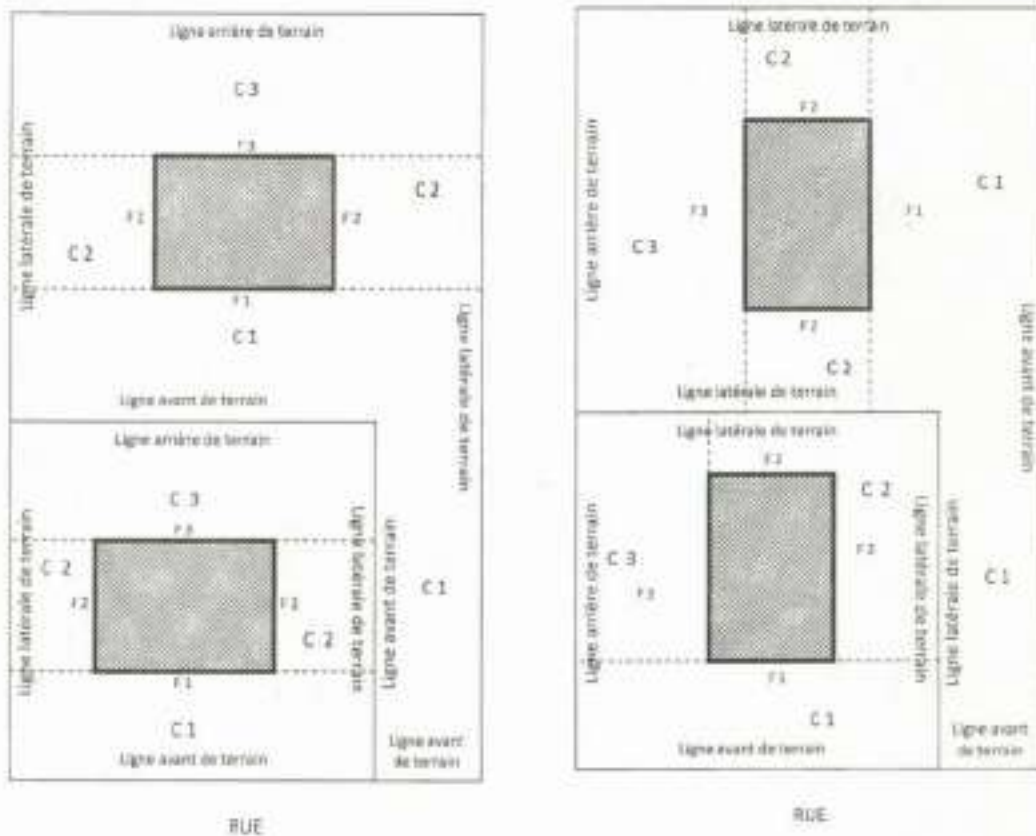 Ligne arrière de terrain
C 3
F3
Ligne latérale de terrain
F1
F2
C 2
C 2
F1
C 1
Ligne latérale de terrain
Ligne avant de terrain
Ligne arrière de terrain
C 3
F3
Ligne latérale de terrain
C 2
F2
F2
C 2
Ligne latérale de terrain
Ligne avant de terrain
C 1
F1
C 1
Ligne avant de terrain
Ligne avant
de terrain
RUE
Ligne latérale de terrain
C 2
F2
Ligne arrière de terrain
F3
C 3
F1
C 1
F2
C 2
Ligne avant de terrain
Ligne latérale de terrain
Ligne latérale de terrain
C 2
Ligne arrière de terrain
C 3
F3
F2
Ligne latérale de terrain
Ligne latérale de terrain
C 1
F1
C 1
Ligne avant de terrain
Ligne avant
de terrain
RUE